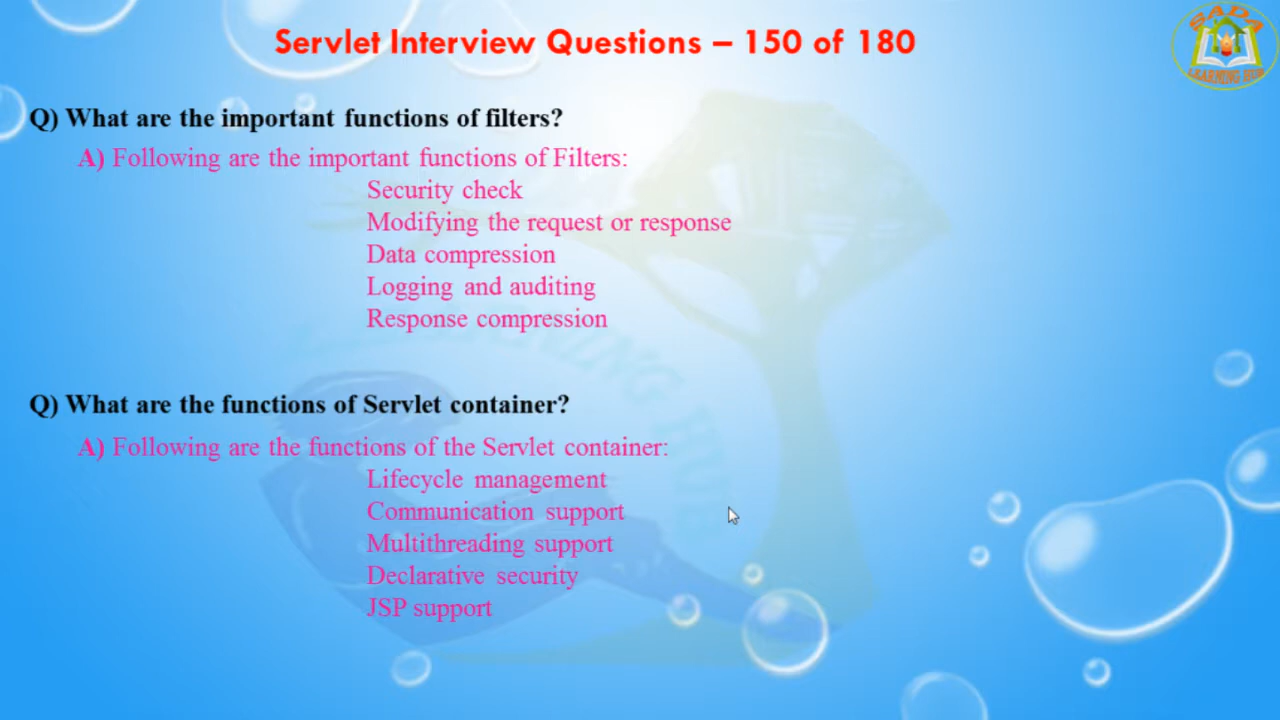 Servlet Interview Questions – 150 of 180
SADA
LEARNING HUB
Q) What are the important functions of filters?
A) Following are the important functions of Filters:
Security check
Modifying the request or response
Data compression
Logging and auditing
Response compression
Q) What are the functions of Servlet container?
A) Following are the functions of the Servlet container:
Lifecycle management
Communication support
Multithreading support
Declarative security
JSP support